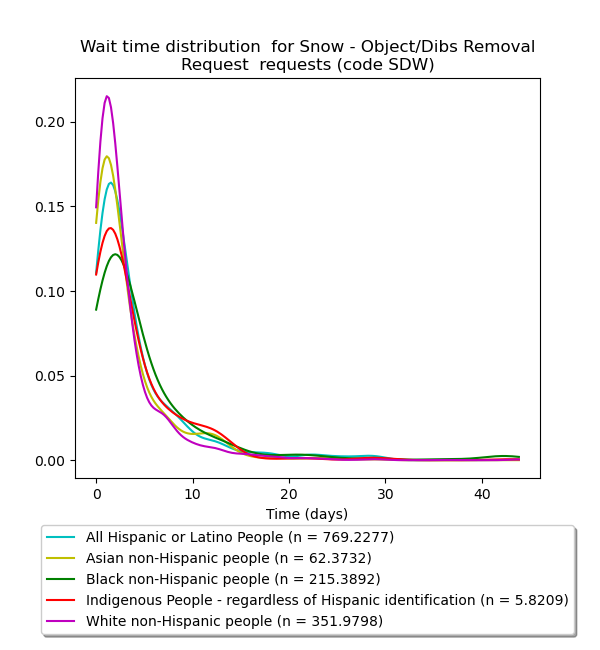 Wait time distribution  for Snow - Object/Dibs Removal
Request  requests (code SDW)
0.20
0.15
0.10
0.05
0.00
0 10 20 30 40
Time (days)
All Hispanic or Latino People (n = 769.2277)
Asian non-Hispanic people (n = 62.3732)
Black non-Hispanic people (n = 215.3892)
Indigenous People - regardless of Hispanic identification (n = 5.8209)
White non-Hispanic people (n = 351.9798)